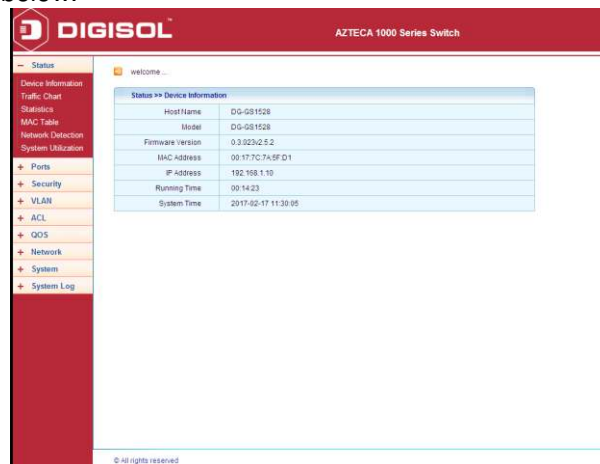 DIGISOL
AZTECA 1000 Series Switch
− Status
Device Information
Traffic Chart
Statistics
MAC Table
Network Detection
System Utilization
+ Ports
+ Security
+ VLAN
+ ACL
+ QOS
+ Network
+ System
+ System Log
welcome ..
Status >> Device Information
Host Name DG-GS1528
Model DG-GS1528
Firmware Version 0.3.023v2.5.2
MAC Address 00:17:7C:7A:5F:D1
IP Address 192.168.1.10
Running Time 00:14:23
System Time 2017-02-17 11:30:05
© All rights reserved